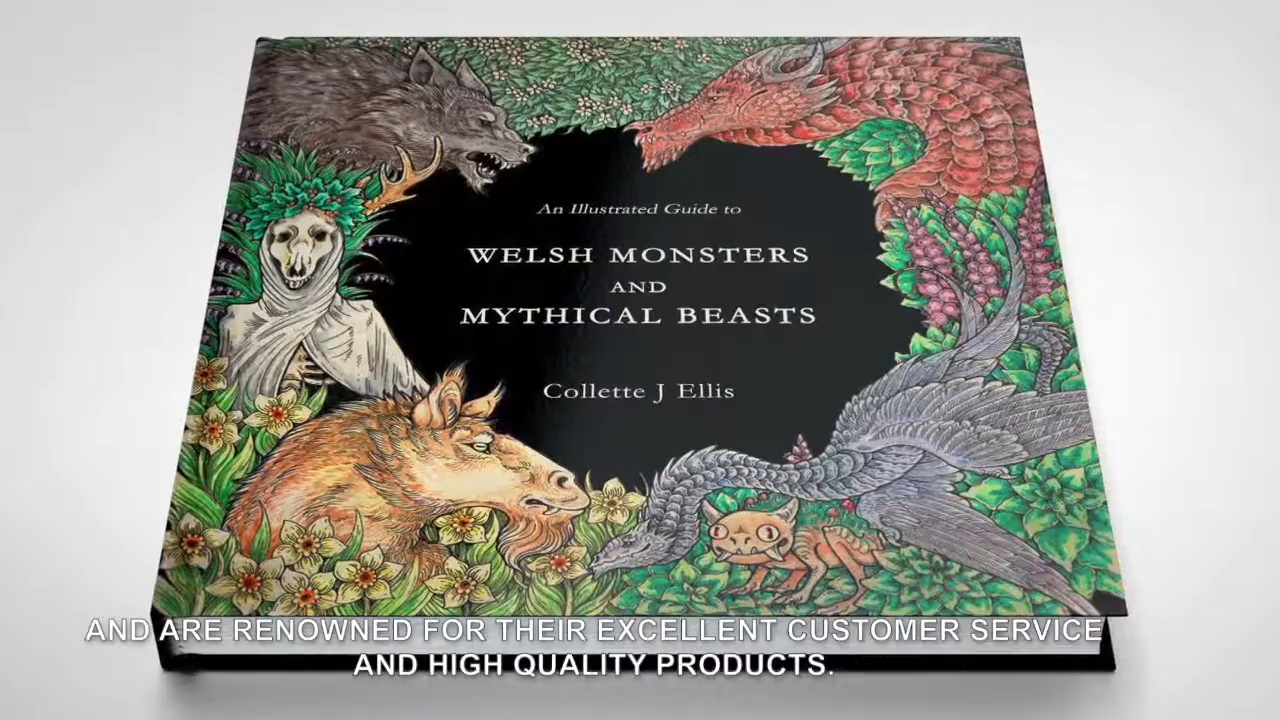 An Illustrated Guide to
WELSH MONSTERS
AND
MYTHICAL BEASTS
Collette J Ellis
AND ARE RENOWNED FOR THEIR EXCELLENT CUSTOMER SERVICE
AND HIGH QUALITY PRODUCTS.